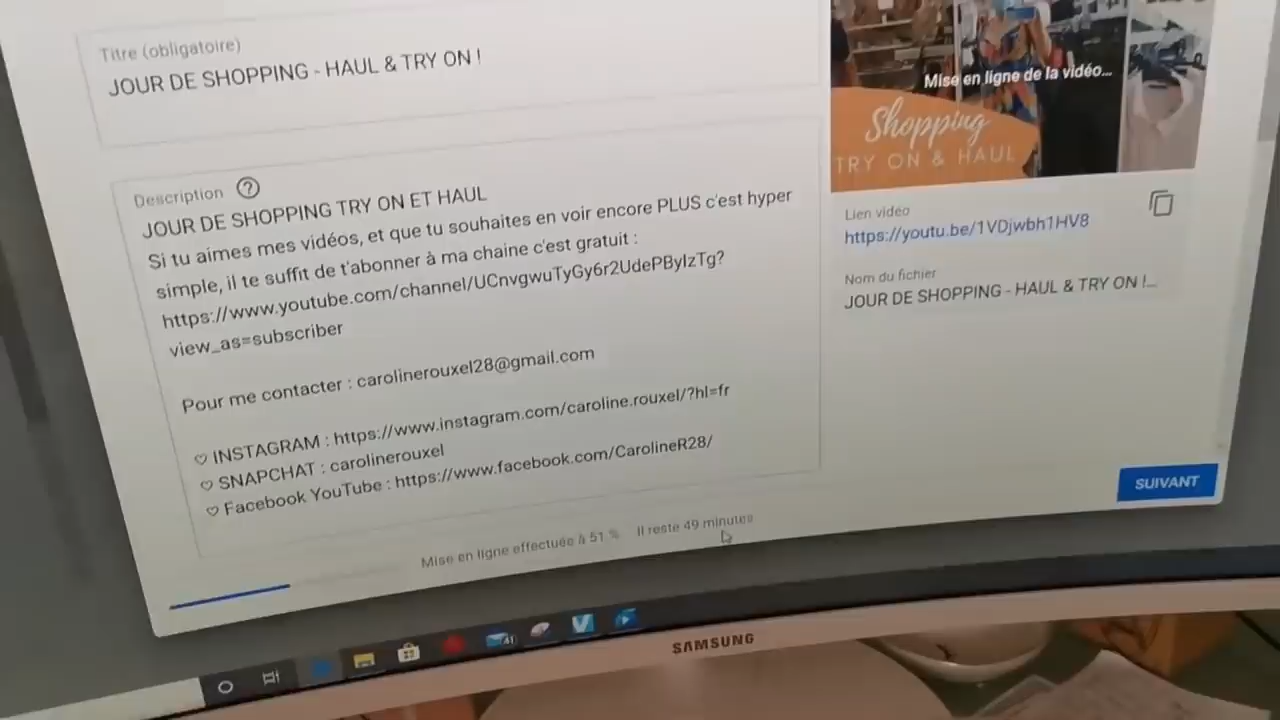 Titre (obligatoire)
JOUR DE SHOPPING - HAUL & TRY ON !
Mise en ligne de la vidéo...
Shopping
TRY ON & HAUL
Description ?
JOUR DE SHOPPING TRY ON ET HAUL
Si tu aimes mes vidéos, et que tu souhaites en voir encore PLUS c'est hyper
simple, il te suffit de t'abonner à ma chaine c'est gratuit :
https://www.youtube.com/channel/UCnvgwuTyGy6r2UdePBylzTg?
view_as=subscriber
Pour me contacter : carolinerouxel28@gmail.com
♡ INSTAGRAM : https://www.instagram.com/caroline.rouxel/?hl=fr
♡ SNAPCHAT : carolinerouxel
♡ Facebook YouTube : https://www.facebook.com/CarolineR28/
Lien vidéo
https://youtu.be/1VDjwbh1HV8
Nom du fichier
JOUR DE SHOPPING - HAUL & TRY ON !...
SUIVANT
Mise en ligne effectuée à 51 % Il reste 49 minutes
41
SAMSUNG